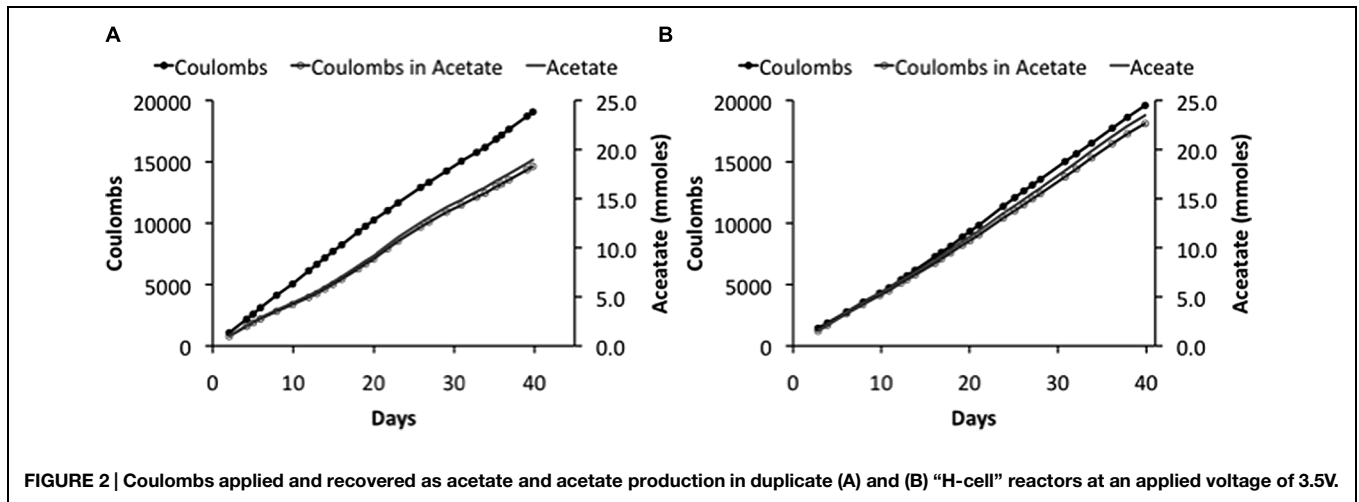 A
Coulombs Coulombs in Acetate Acetate
20000
15000
10000
5000
0
Coulombs
25.0
20.0
15.0
10.0
5.0
0.0
Aceatate (mmoles)
0 10 20 30 40
Days
B
Coulombs Coulombs in Acetate Aceate
20000
15000
10000
5000
0
Coulombs
25.0
20.0
15.0
10.0
5.0
0.0
Aceatate (mmoles)
0 10 20 30 40
Days
FIGURE 2 | Coulombs applied and recovered as acetate and acetate production in duplicate (A) and (B) “H-cell” reactors at an applied voltage of 3.5V.